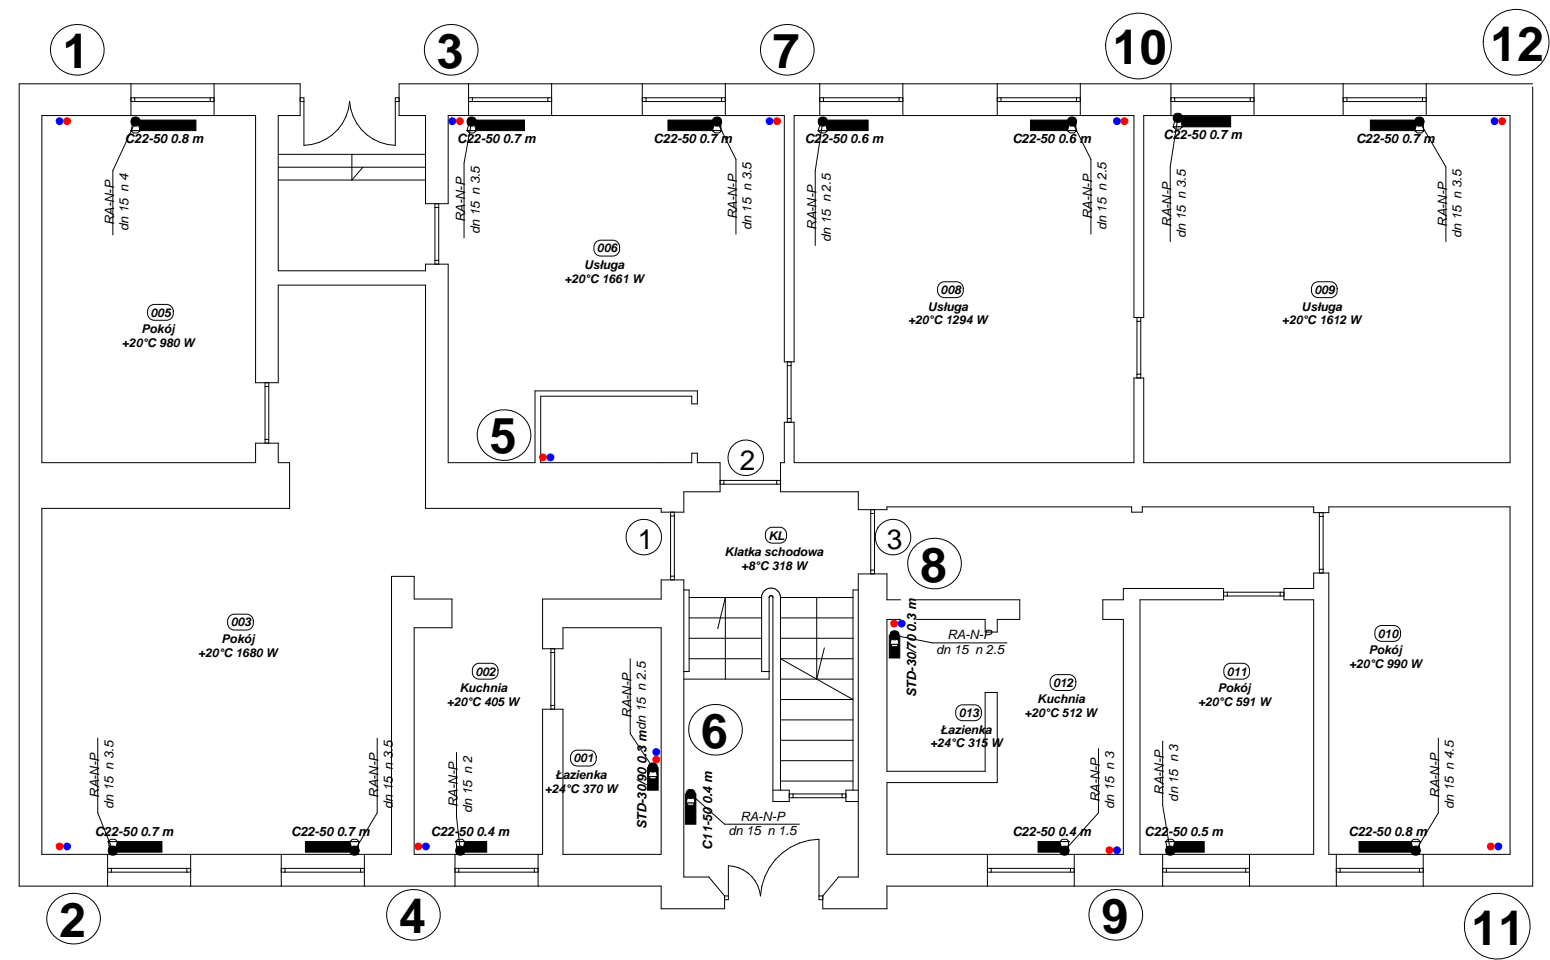 1
3
7
10
12
C22-50 0.8 m
C22-50 0.7 m
C22-50 0.7 m
C22-50 0.6 m
C22-50 0.6 m
C22-50 0.7 m
C22-50 0.7 m
RA-N-P
dn 15 n 4
RA-N-P
dn 15 n 3.5
RA-N-P
dn 15 n 3.5
RA-N-P
dn 15 n 2.5
RA-N-P
dn 15 n 2.5
RA-N-P
dn 15 n 3.5
RA-N-P
dn 15 n 3.5
005
Pokój
+20°C 980 W
006
Usługa
+20°C 1661 W
008
Usługa
+20°C 1294 W
009
Usługa
+20°C 1612 W
5
2
1
KL
Klatka schodowa
+8°C 318 W
3
8
003
Pokój
+20°C 1680 W
002
Kuchnia
+20°C 405 W
001
Łazienka
+24°C 370 W
RA-N-P
dn 15 n 2.5
STD-30/90 0.3 m
6
C11-50 0.4 m
RA-N-P
dn 15 n 1.5
STD-30/70 0.3 m
RA-N-P
dn 15 n 2.5
013
Łazienka
+24°C 315 W
012
Kuchnia
+20°C 512 W
011
Pokój
+20°C 591 W
010
Pokój
+20°C 990 W
RA-N-P
dn 15 n 3.5
RA-N-P
dn 15 n 3.5
RA-N-P
dn 15 n 2
RA-N-P
dn 15 n 3
RA-N-P
dn 15 n 3
RA-N-P
dn 15 n 4.5
C22-50 0.7 m
C22-50 0.7 m
C22-50 0.4 m
C22-50 0.4 m
C22-50 0.5 m
C22-50 0.8 m
2
4
9
11